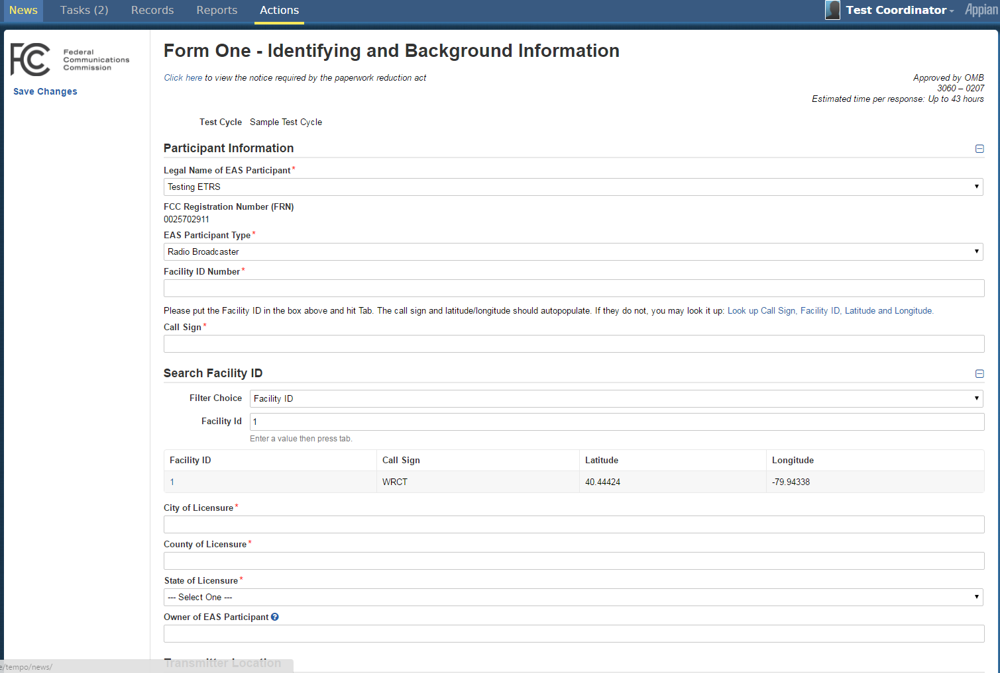 News Tasks (2) Records Reports Actions Test Coordinator Appian
FCC Federal
Communications
Commission
Save Changes
Form One - Identifying and Background Information
Click here to view the notice required by the paperwork reduction act
Approved by OMB
3060 – 0207
Estimated time per response: Up to 43 hours
Test Cycle Sample Test Cycle
Participant Information
Legal Name of EAS Participant*
Testing ETRS
FCC Registration Number (FRN)
0025702911
EAS Participant Type*
Radio Broadcaster
Facility ID Number*
Please put the Facility ID in the box above and hit Tab. The call sign and latitude/longitude should autopopulate. If they do not, you may look it up: Look up Call Sign, Facility ID, Latitude and Longitude.
Call Sign*
Search Facility ID
Filter Choice Facility ID
Facility Id 1
Enter a value then press tab.
Facility ID Call Sign Latitude Longitude
1 WRCT 40.44424 -79.94338
City of Licensure*
County of Licensure*
State of Licensure*
--- Select One ---
Owner of EAS Participant ?
Transmitter Location
e/tempo/news/